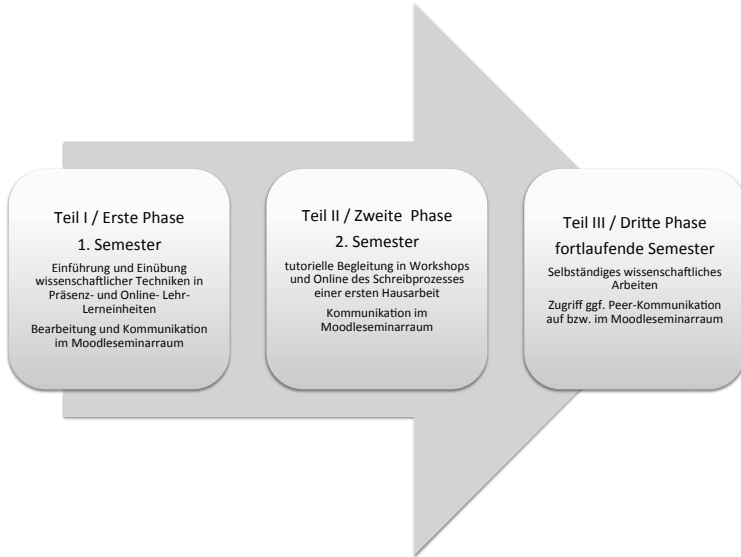 Teil I / Erste Phase
1. Semester
Einführung und Einübung
wissenschaftlicher Techniken in
Präsenz- und Online- Lehr-
Lerneinheiten
Bearbeitung und Kommunikation
im Moodleseminarraum
Teil II / Zweite Phase
2. Semester
tutorielle Begleitung in Workshops
und Online des Schreibprozesses
einer ersten Hausarbeit
Kommunikation im
Moodleseminarraum
Teil III / Dritte Phase
fortlaufende Semester
Selbständiges wissenschaftliches
Arbeiten
Zugriff ggf. Peer-Kommunikation
auf bzw. im Moodleseminarraum